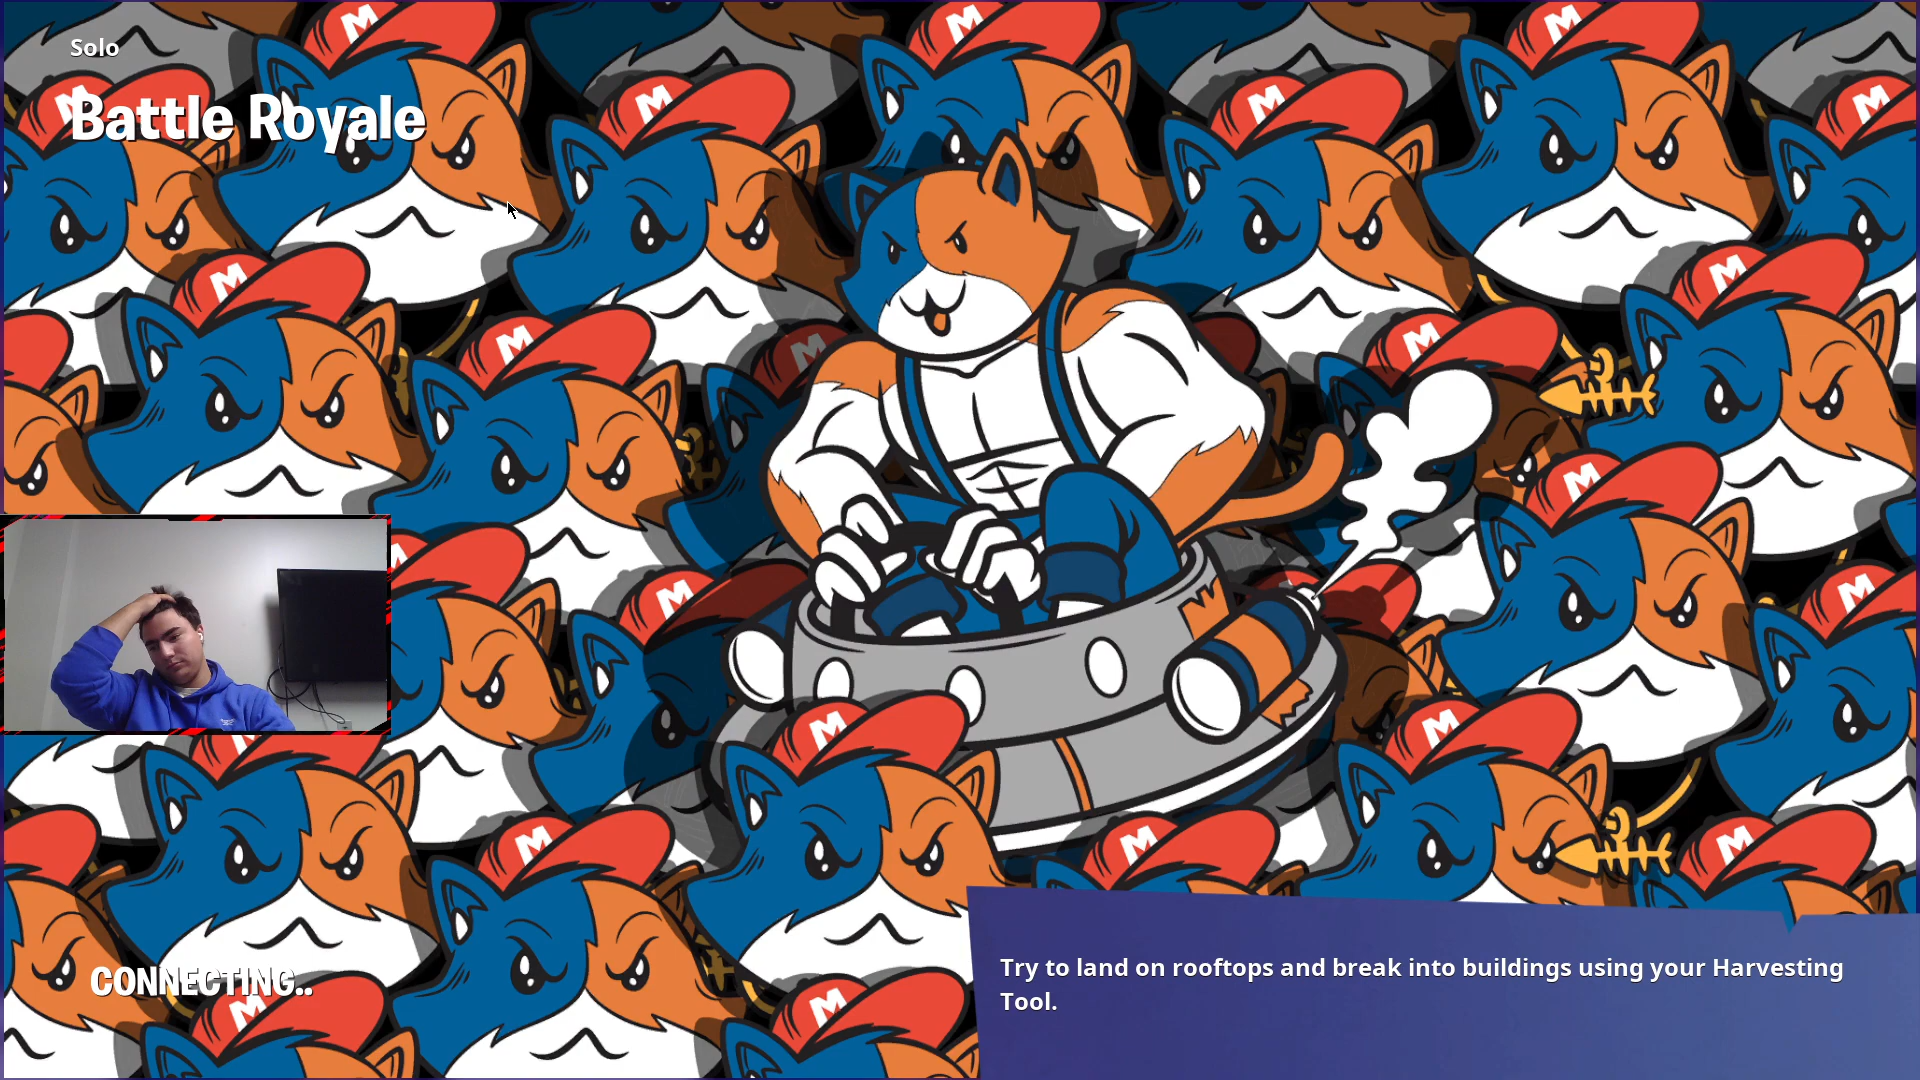 Solo
Battle Royale
CONNECTING..
Try to land on rooftops and break into buildings using your Harvesting
Tool.